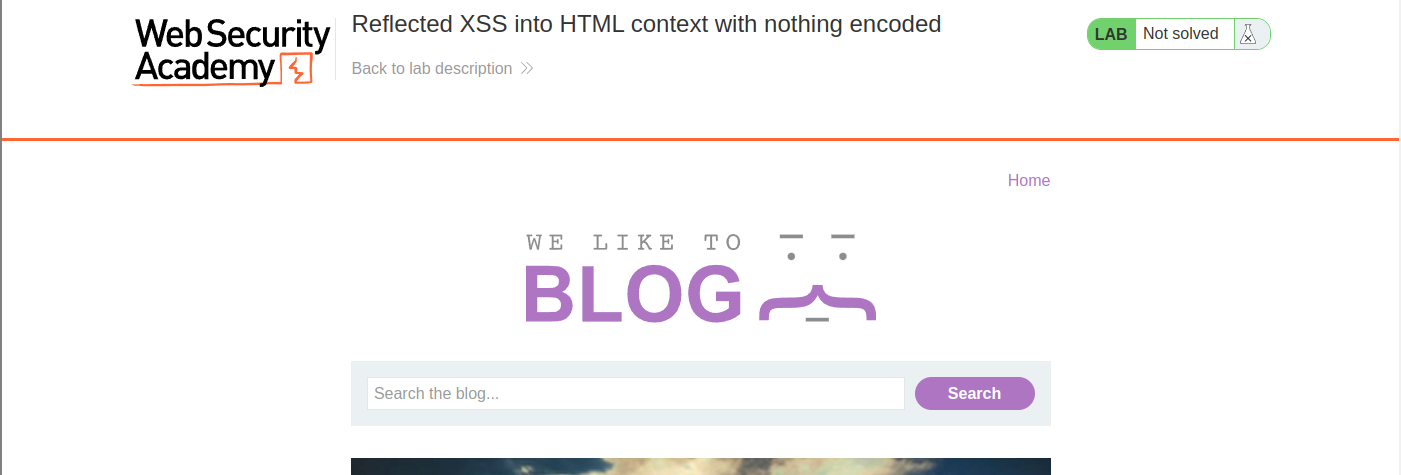 Web Security
Academy
Reflected XSS into HTML context with nothing encoded
Back to lab description
LAB Not solved
Home
WE LIKE TO
BLOG
Search the blog...
Search